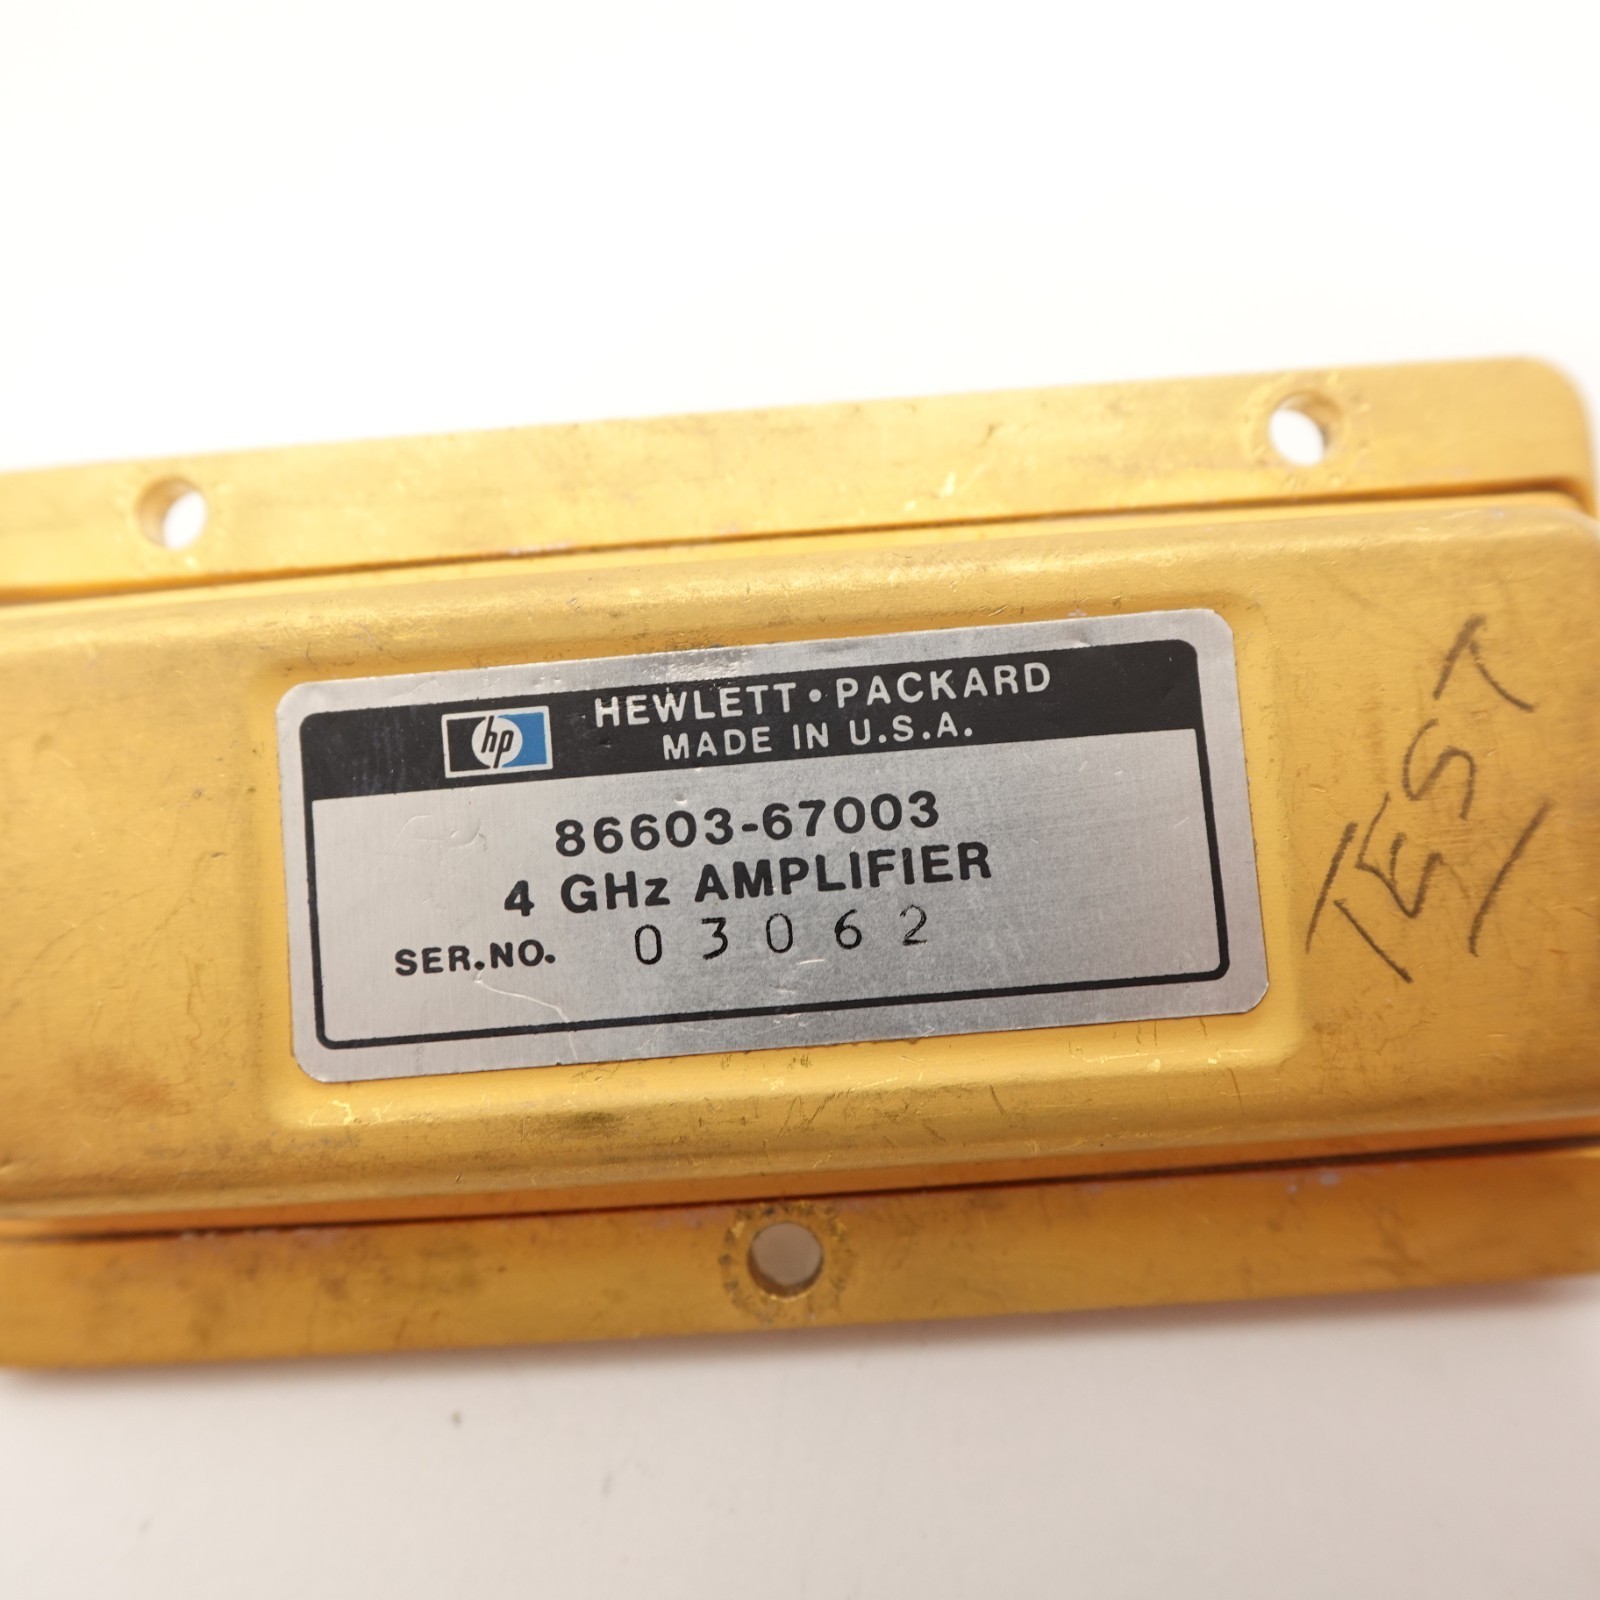 hp
HEWLETT • PACKARD
MADE IN U.S.A.
86603-67003
4 GHz AMPLIFIER
SER.NO. 03062
TEST